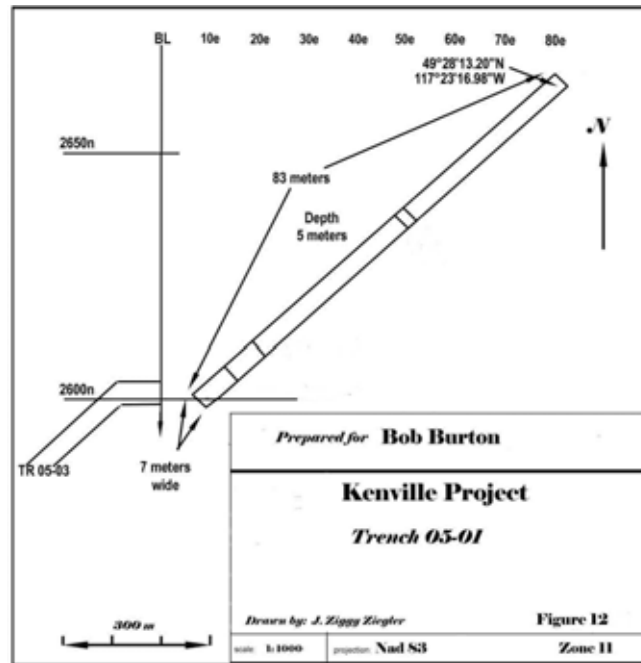 BL 10e 20e 30e 40e 50e 60e 70e 80e
49°28'13.20"N
117°23'16.98"W
.N
2650n
83 meters
Depth
5 meters
2600n
TR 05-03
7 meters
wide
Prepared for Bob Burton
Kenville Project
Trench 05-01
300 m
Drawn by: J. Ziggy Ziegler Figure 12
scale 1:1000 projection: Nad 83 Zone 11